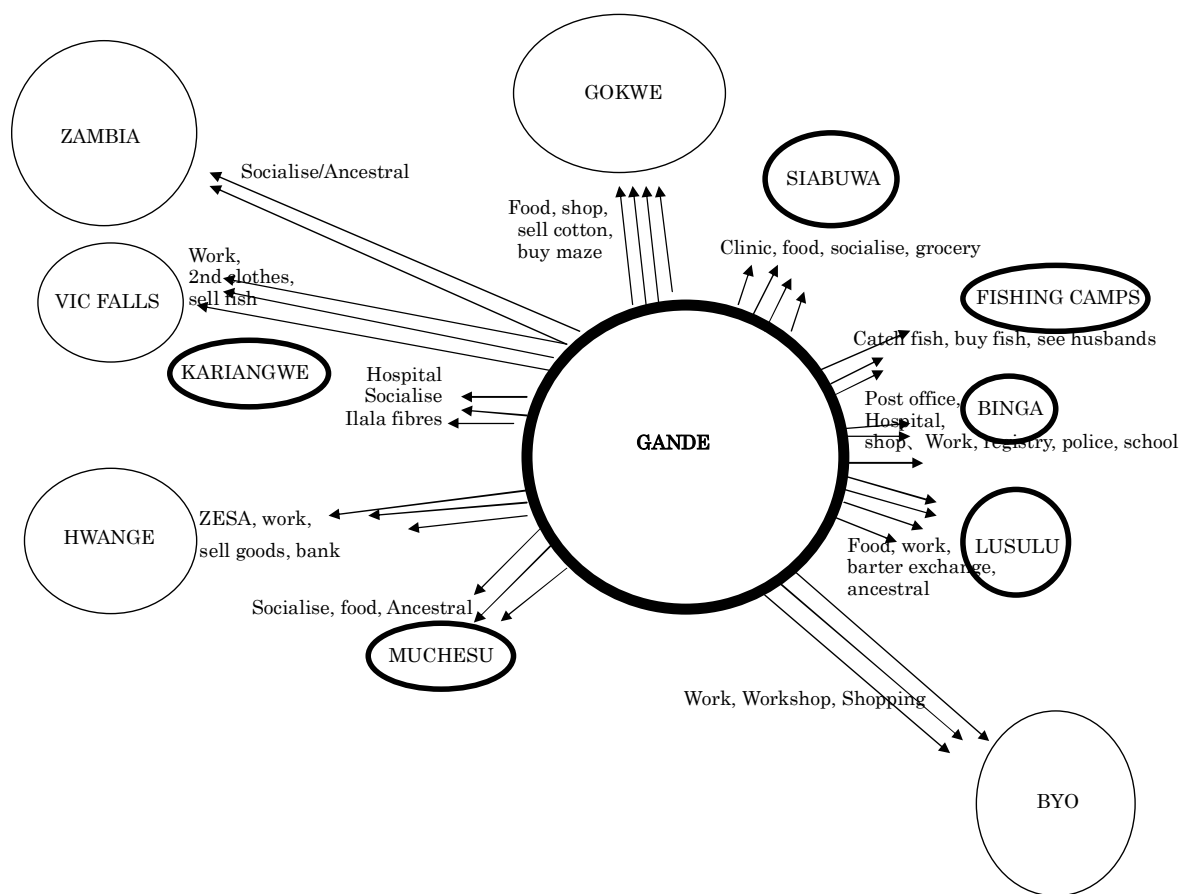 GOKWE
ZAMBIA
Socialise/Ancestral
SIABUWA
Food, shop,
sell cotton,
buy maze
Clinic, food, socialise, grocery
Work,
2nd clothes,
sell fish
VIC FALLS
FISHING CAMPS
Catch fish, buy fish, see husbands
KARIANGWE
Hospital
Socialise
Ilala fibres
Post office,
Hospital,
shop、Work, registry, police, school
BINGA
GANDE
HWANGE
ZESA, work,
sell goods, bank
Food, work,
barter exchange,
ancestral
LUSULU
Socialise, food, Ancestral
MUCHESU
Work, Workshop, Shopping
BYO